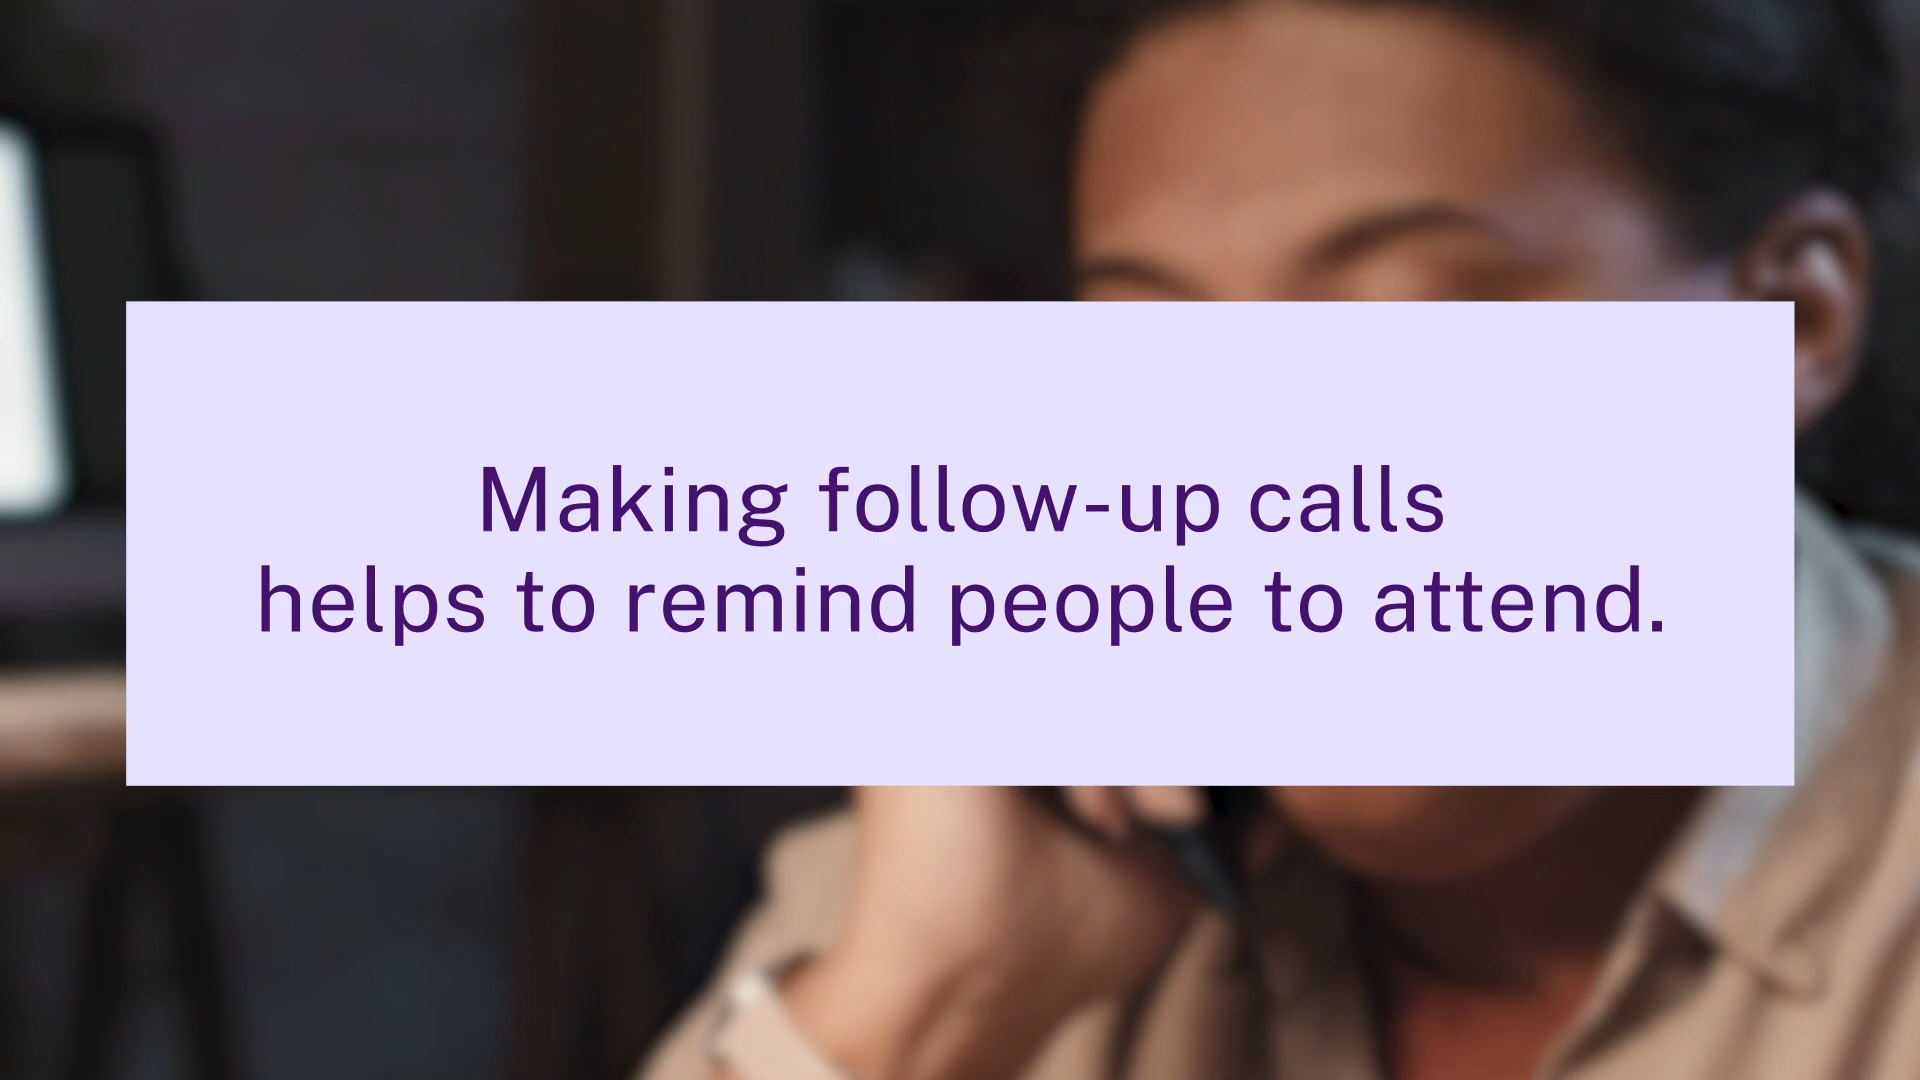 Making follow-up calls
helps to remind people to attend.